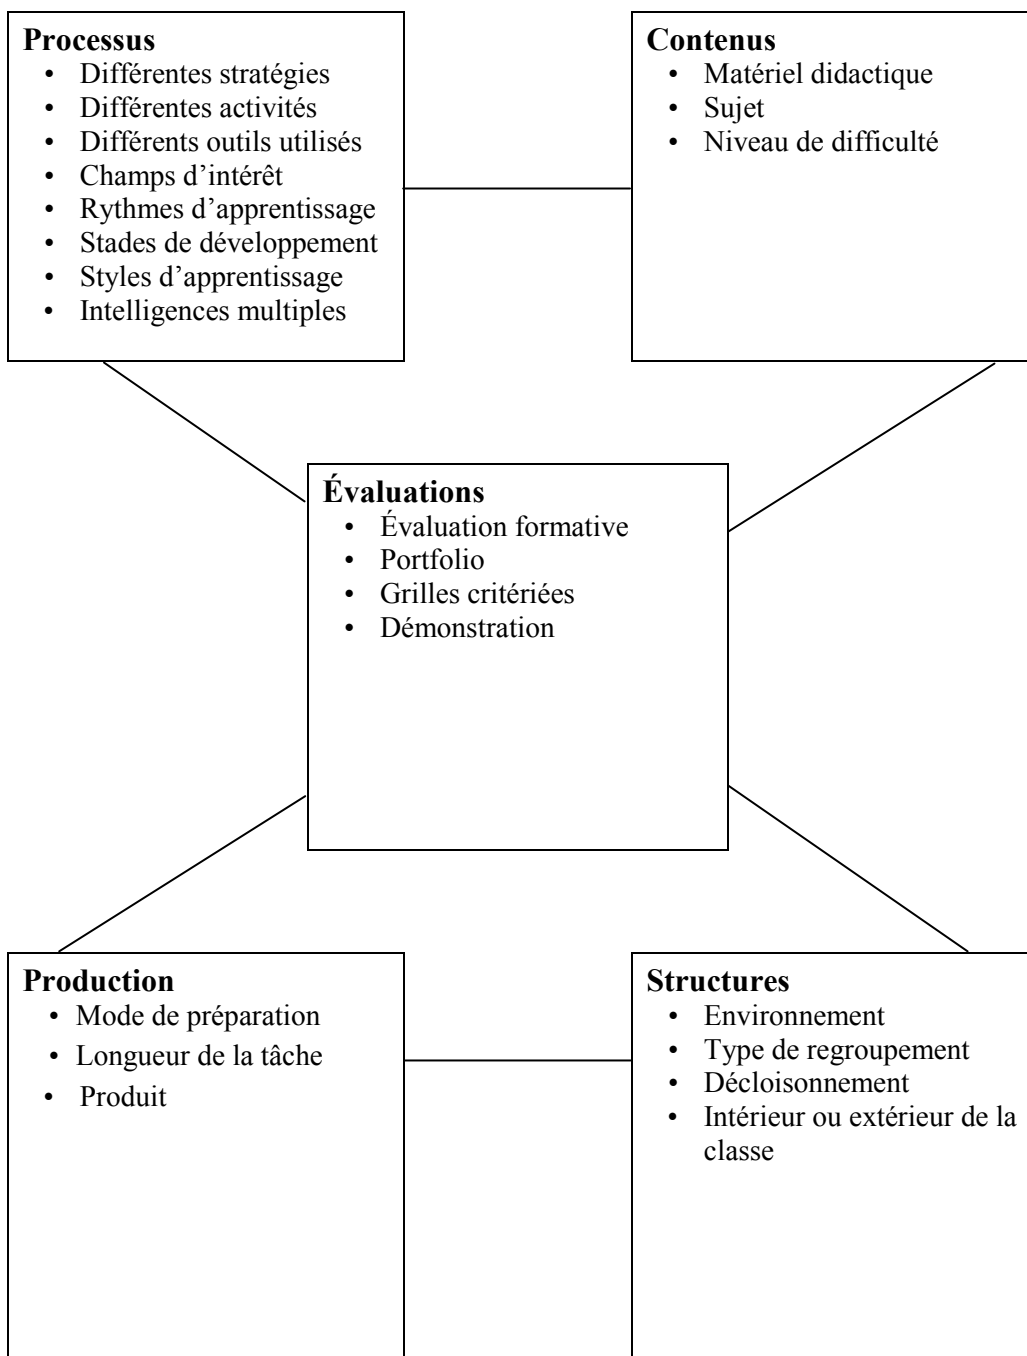 Processus
• Différentes stratégies
• Différentes activités
• Différents outils utilisés
• Champs d’intérêt
• Rythmes d’apprentissage
• Stades de développement
• Styles d’apprentissage
• Intelligences multiples
Contenus
• Matériel didactique
• Sujet
• Niveau de difficulté
Évaluations
• Évaluation formative
• Portfolio
• Grilles critériées
• Démonstration
Production
• Mode de préparation
• Longueur de la tâche
• Produit
Structures
• Environnement
• Type de regroupement
• Décloisonnement
• Intérieur ou extérieur de la
classe